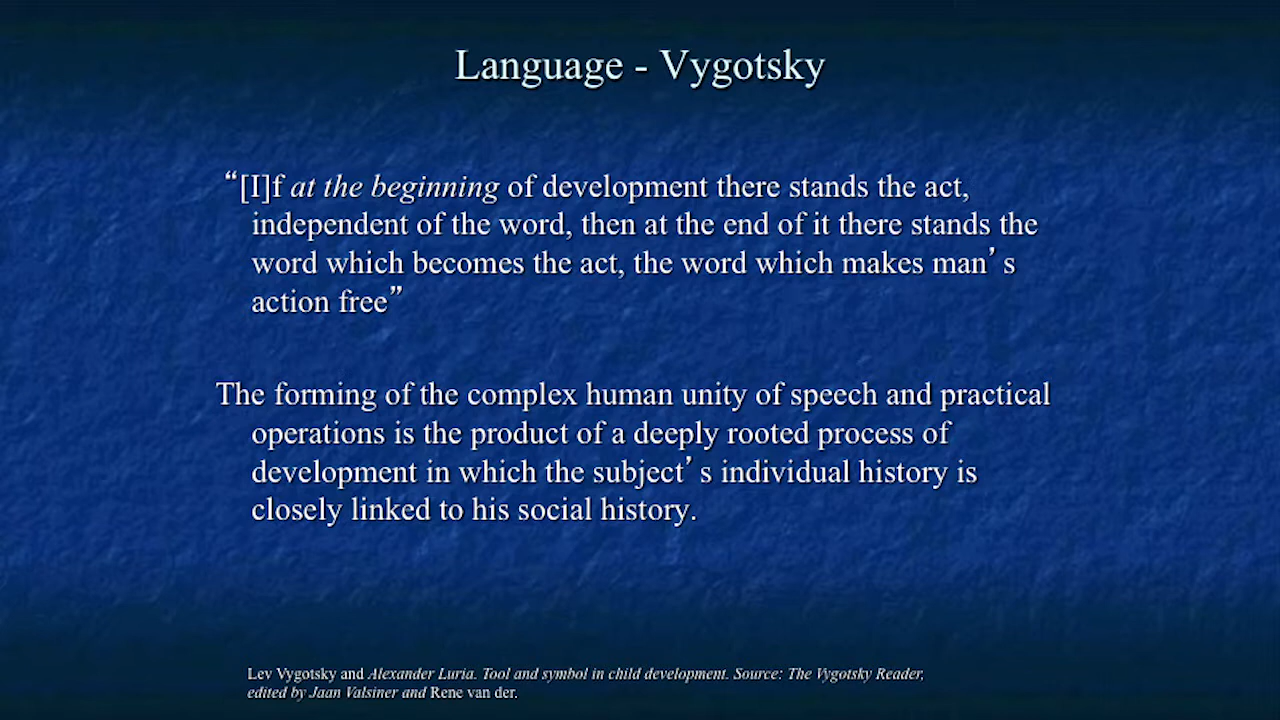 Language - Vygotsky
“[I]f at the beginning of development there stands the act,
independent of the word, then at the end of it there stands the
word which becomes the act, the word which makes man’s
action free”
The forming of the complex human unity of speech and practical
operations is the product of a deeply rooted process of
development in which the subject’s individual history is
closely linked to his social history.
Lev Vygotsky and Alexander Luria. Tool and symbol in child development. Source: The Vygotsky Reader,
edited by Jaan Valsiner and Rene van der.